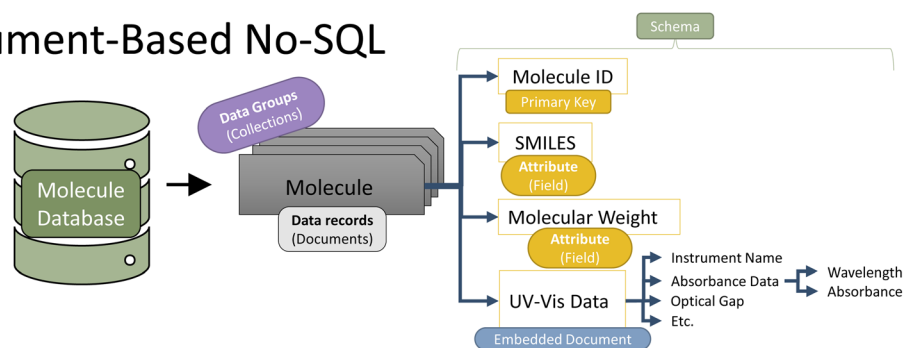 ument-Based No-SQL
Schema
Molecule
Database
Data Groups
(Collections)
Molecule
Data records
(Documents)
Molecule ID
Primary Key
SMILES
Attribute
(Field)
Molecular Weight
Attribute
(Field)
UV-Vis Data
Embedded Document
Instrument Name
Absorbance Data
Optical Gap
Etc.
Wavelength
Absorbance